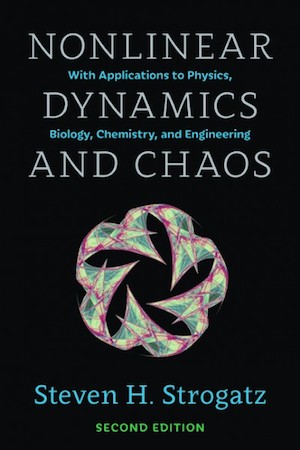 NONLINEAR
With Applications to Physics,
DYNAMICS
Biology, Chemistry, and Engineering
AND CHAOS
Steven H. Strogatz
SECOND EDITION